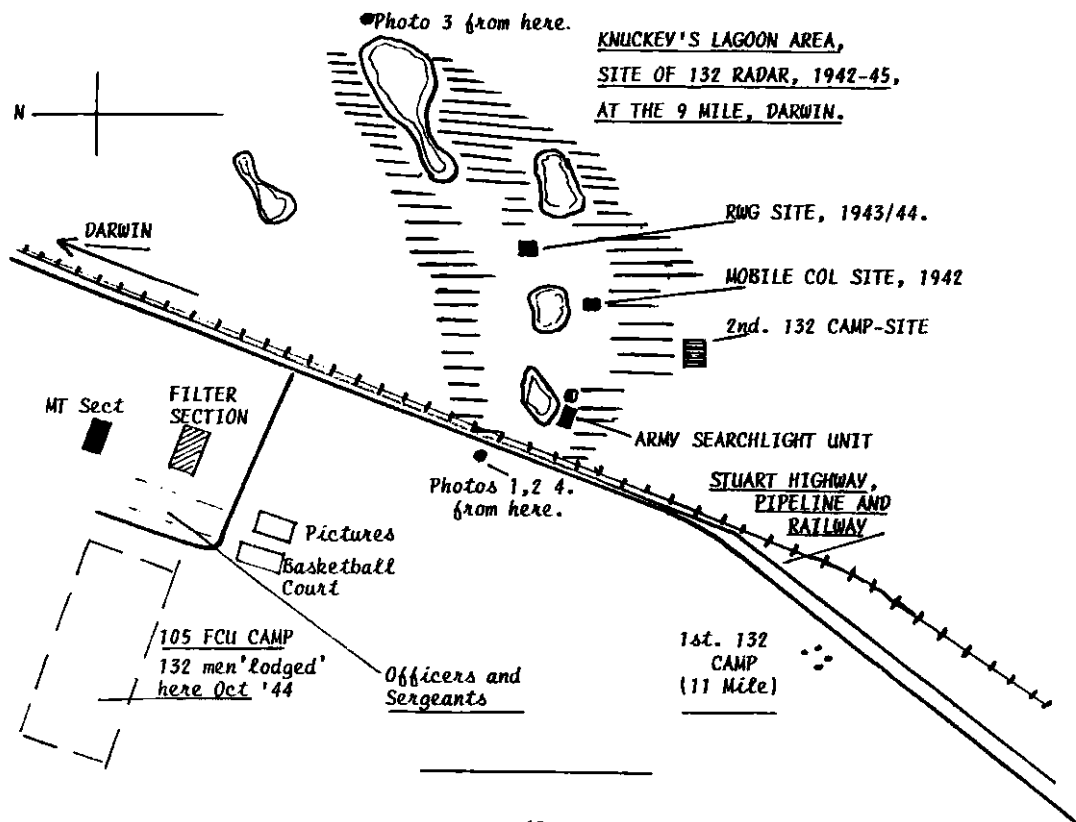 Photo 3 from here.
KNUCKEY'S LAGOON AREA,
SITE OF 132 RADAR, 1942-45,
AT THE 9 MILE, DARWIN.
N
DARWIN
RWG SITE, 1943/44.
MOBILE COL SITE, 1942
2nd. 132 CAMP-SITE
MT Sect
FILTER
SECTION
ARMY SEARCHLIGHT UNIT
Photos 1,2 4.
from here.
STUART HIGHWAY,
PIPELINE AND
RAILWAY
Pictures
Basketball
Court
105 FCU CAMP
132 men 'lodged'
here Oct '44
Officers and
Sergeants
1st. 132
CAMP
(11 Mile)